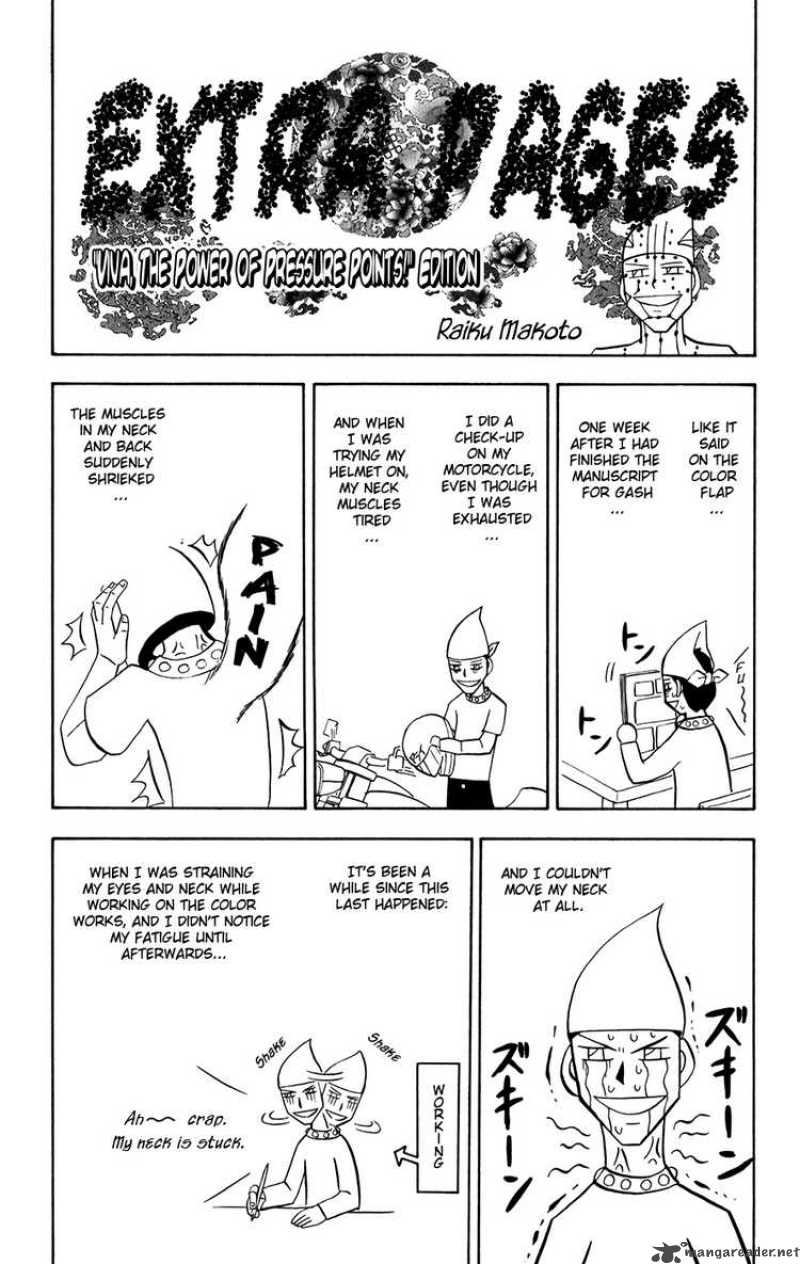 EXTRA PAGES
"VIVA, THE POWER OF PRESSURE POINTS!" EDITION
Raiku Makoto
LIKE IT
SAID
ON THE
COLOR
FLAP
...
ONE WEEK
AFTER I HAD
FINISHED THE
MANUSCRIPT
FOR GASH
...
トン
トン
FU~
I DID A
CHECK-UP
ON MY
MOTORCYCLE,
EVEN THOUGH
I WAS
EXHAUSTED
...
AND WHEN
I WAS
TRYING MY
HELMET ON,
MY NECK
MUSCLES
TIRED
...
THE MUSCLES
IN MY NECK
AND BACK
SUDDENLY
SHRIEKED
...
PAIN
AND I COULDN'T
MOVE MY NECK
AT ALL.
ズキーン
ズキーン
IT'S BEEN A
WHILE SINCE THIS
LAST HAPPENED:
WHEN I WAS STRAINING
MY EYES AND NECK WHILE
WORKING ON THE COLOR
WORKS, AND I DIDN'T NOTICE
MY FATIGUE UNTIL
AFTERWARDS...
Shake
Shake
WORKING
Ah~~ crap.
My neck is stuck.
mangareader.net